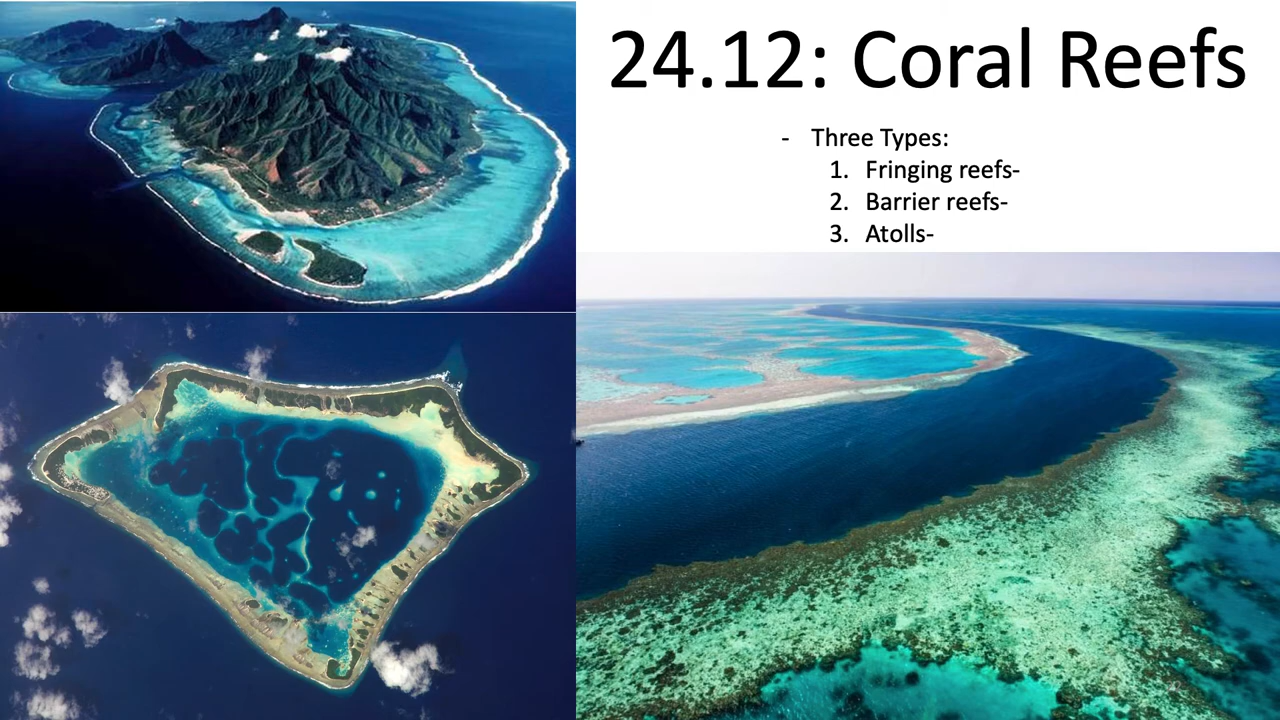 24.12: Coral Reefs
- Three Types:
1. Fringing reefs-
2. Barrier reefs-
3. Atolls-